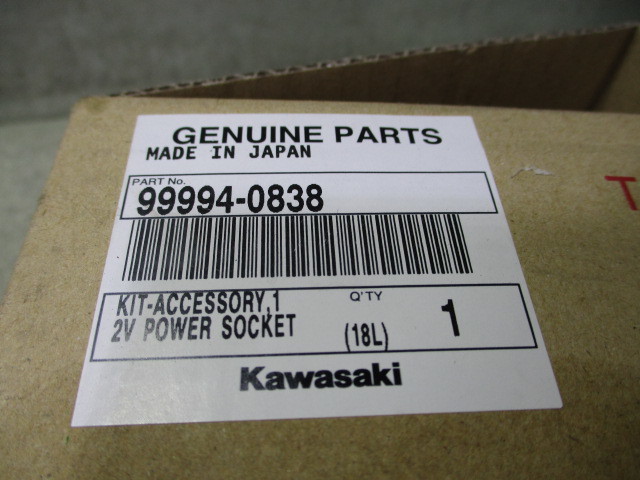 GENUINE PARTS
MADE IN JAPAN
PART No.
99994-0838
KIT-ACCESSORY,1
2V POWER SOCKET
Q'TY
(18L)
1
Kawasaki
T